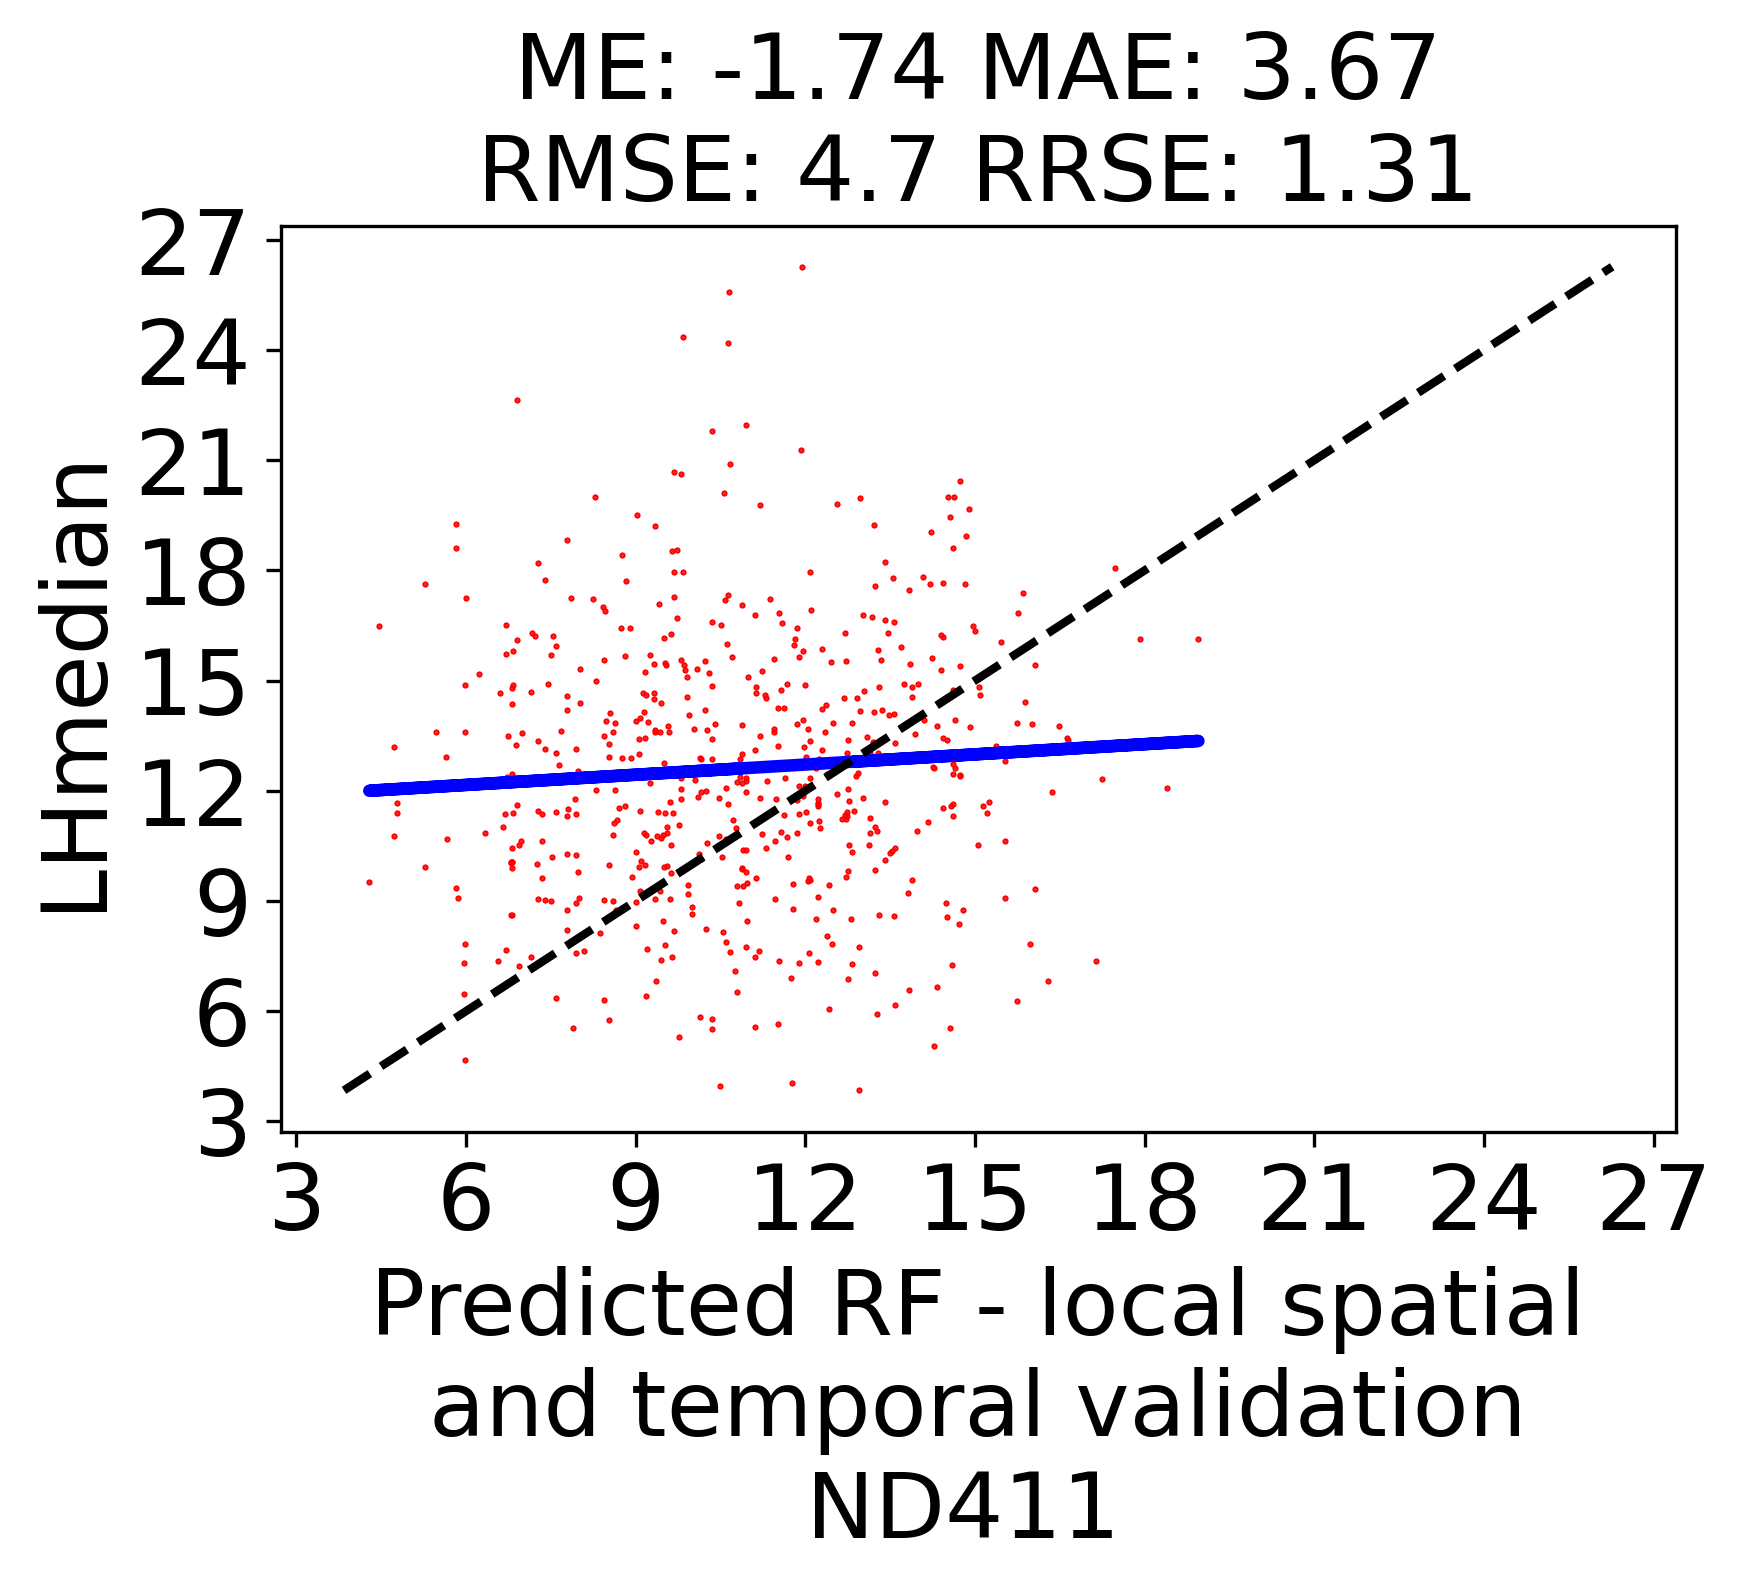 ME: -1.74 MAE: 3.67
RMSE: 4.7 RRSE: 1.31
27
24
21
18
15
12
9
6
3
LHmedian
3 6 9 12 15 18 21 24 27
Predicted RF - local spatial
and temporal validation
ND411